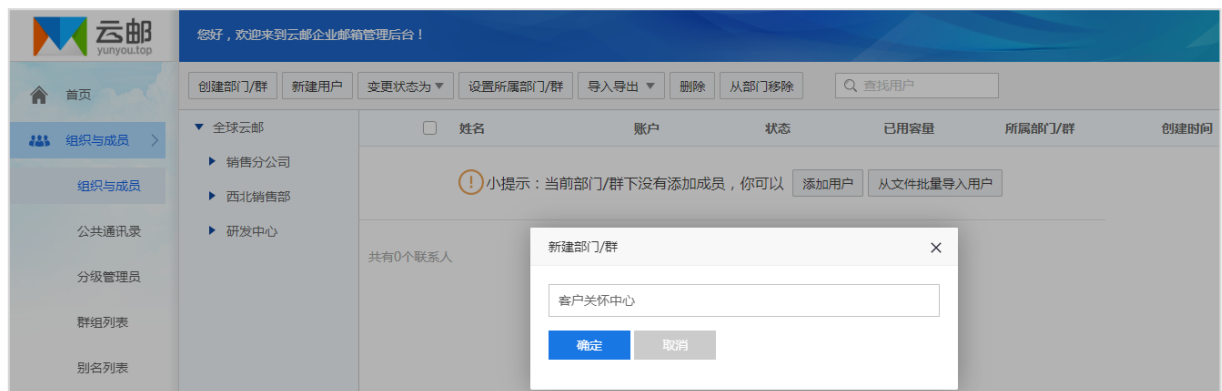 云邮
yunyou.top
您好，欢迎来到云邮企业邮箱管理后台！
首页
组织与成员
组织与成员
公共通讯录
分级管理员
群组列表
别名列表
创建部门/群 新建用户 变更状态为 设置所属部门/群 导入导出 删除 从部门移除 查找用户
全球云邮
销售分公司
西北销售部
研发中心
姓名 账户 状态 已用容量 所属部门/群 创建时间
小提示：当前部门/群下没有添加成员，你可以 添加用户 从文件批量导入用户
共有0个联系人
新建部门/群
客户关怀中心
确定 取消